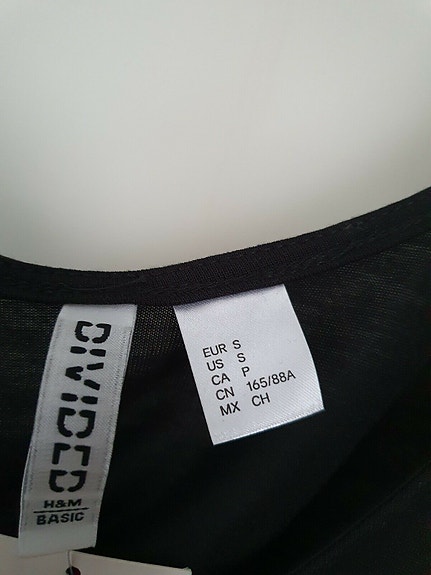 DIVIDED
H&M
BASIC
EUR S
US S
CA P
CN 165/88A
MX CH